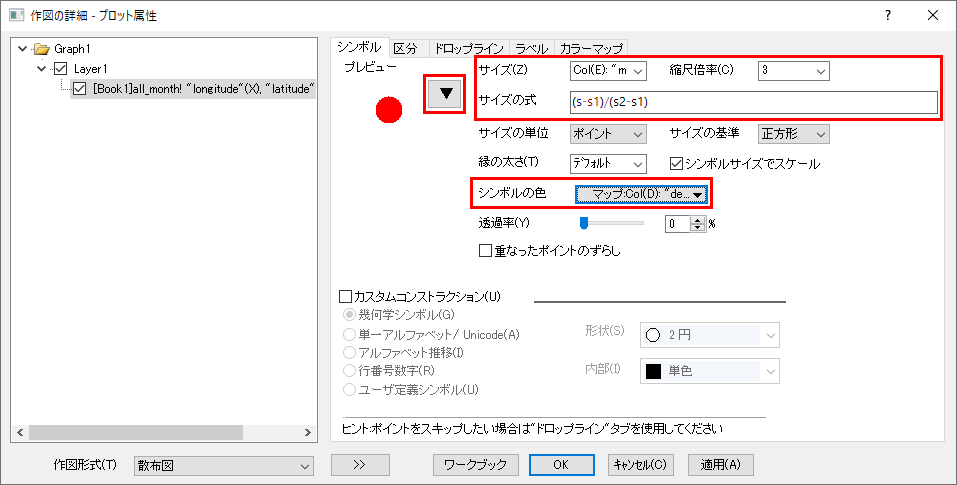 作図の詳細 - プロット属性
Graph1
Layer1
[Book1]all_month! "longitude"(X), "latitude"
シンボル 区分 ドロップライン ラベル カラーマップ
プレビュー
サイズ(Z) Col(E): "m 縮尺倍率(C) 3
サイズの式 (s-s1)/(s2-s1)
サイズの単位 ポイント サイズの基準 正方形
縁の太さ(T) デフォルト シンボルサイズでスケール
シンボルの色 マップ:Col(D): "de...
透過率(Y) 0 %
重なったポイントのずらし
カスタムコンストラクション(U)
幾何学シンボル(G)
単一アルファベット/ Unicode(A) 形状(S) 2 円
アルファベット推移(I)
行番号数字(R) 内部(I) 単色
ユーザ定義シンボル(U)
ヒント:ポイントをスキップしたい場合は"ドロップライン"タブを使用してください
作図形式(T) 散布図 >> ワークブック OK キャンセル(C) 適用(A)